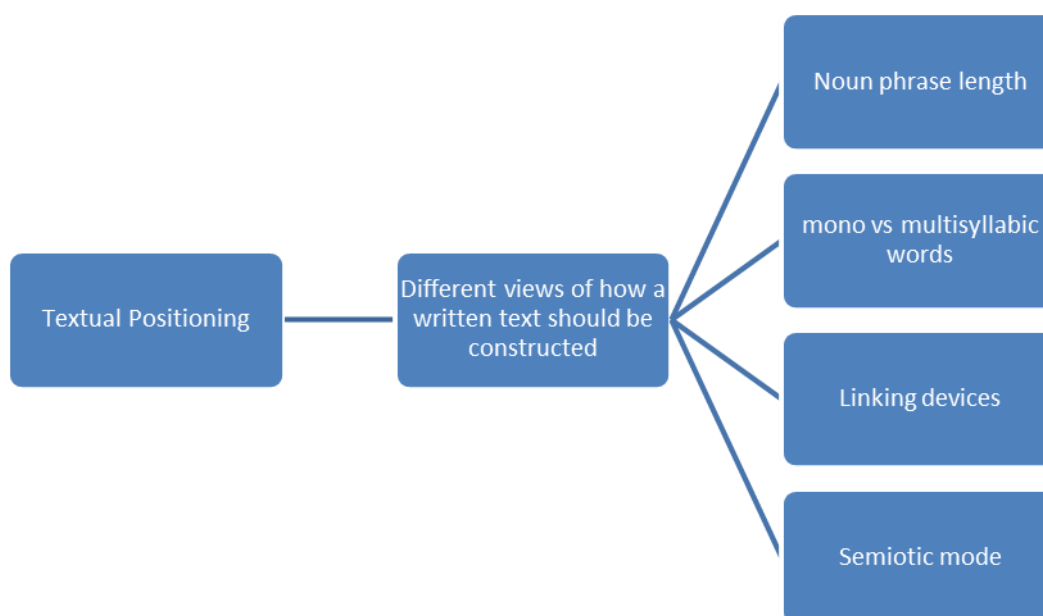 Textual Positioning
Different views of how a
written text should be
constructed
Noun phrase length
mono vs multisyllabic
words
Linking devices
Semiotic mode